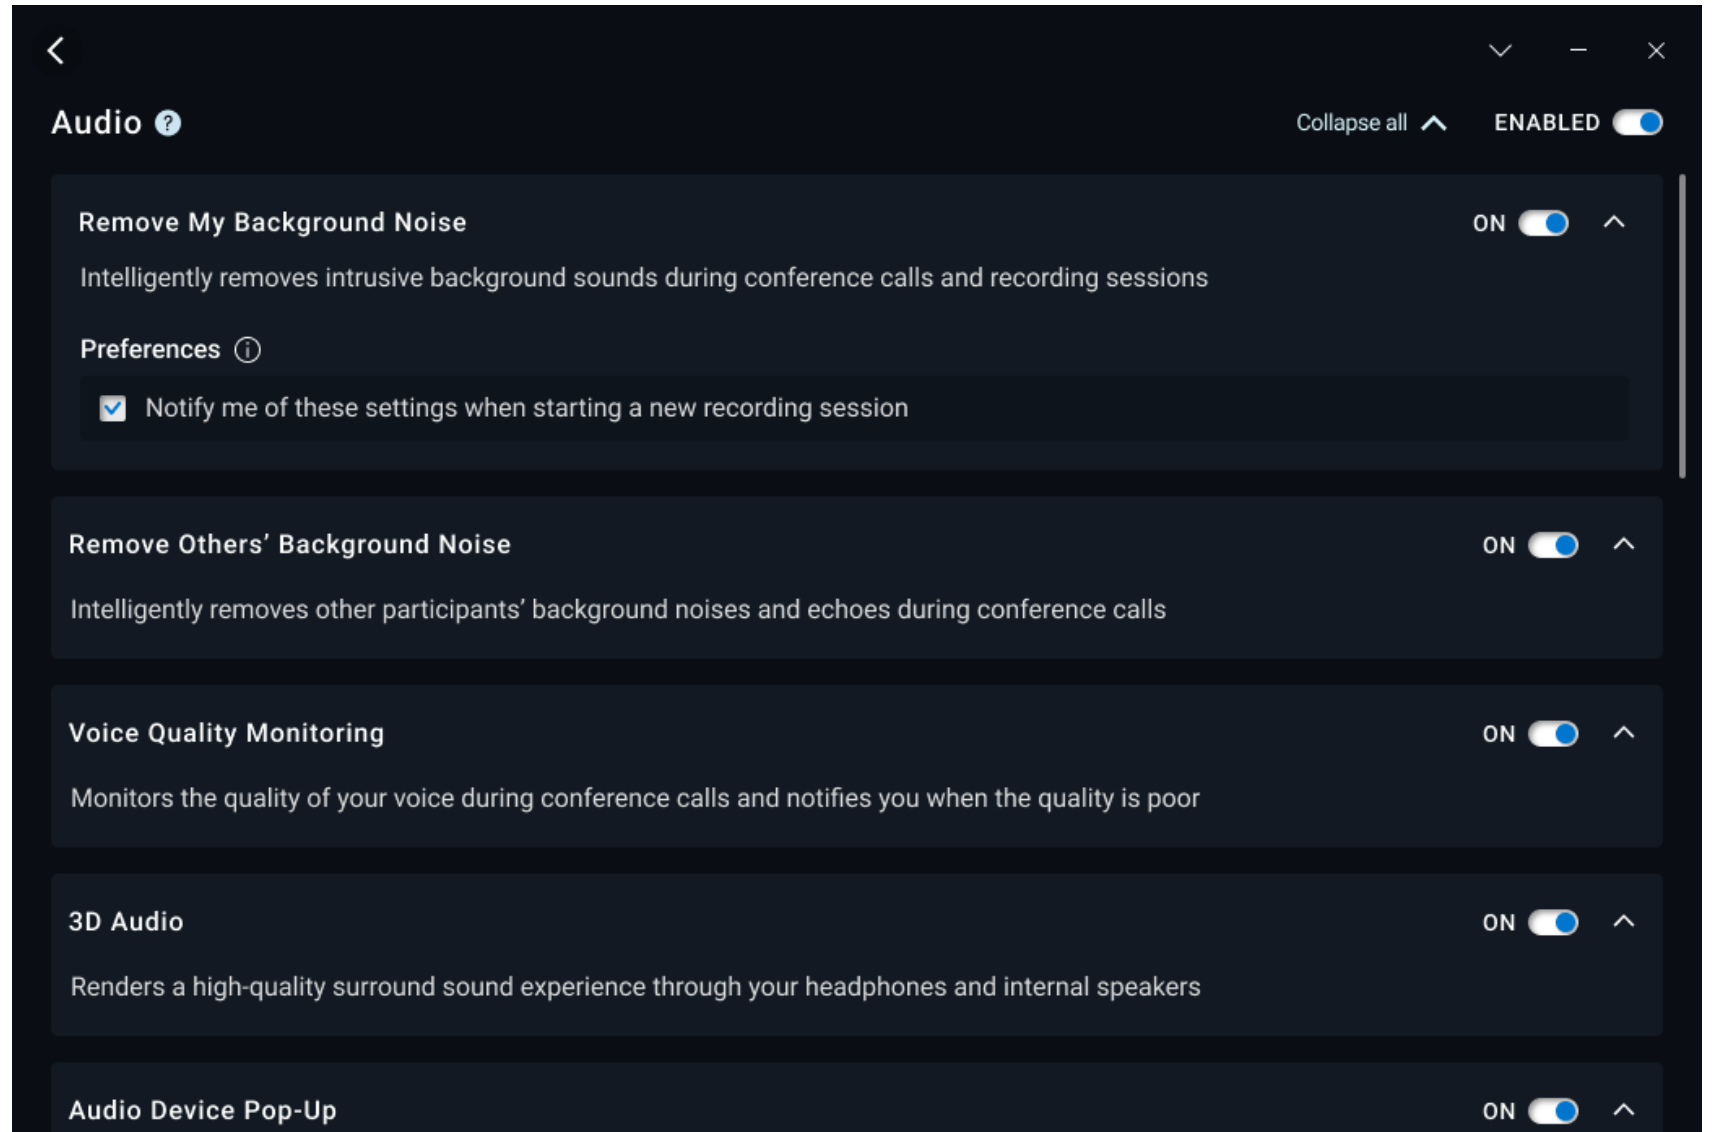 Audio ?
Collapse all
ENABLED
Remove My Background Noise
ON
Intelligently removes intrusive background sounds during conference calls and recording sessions
Preferences
Notify me of these settings when starting a new recording session
Remove Others’ Background Noise
ON
Intelligently removes other participants’ background noises and echoes during conference calls
Voice Quality Monitoring
ON
Monitors the quality of your voice during conference calls and notifies you when the quality is poor
3D Audio
ON
Renders a high-quality surround sound experience through your headphones and internal speakers
Audio Device Pop-Up
ON